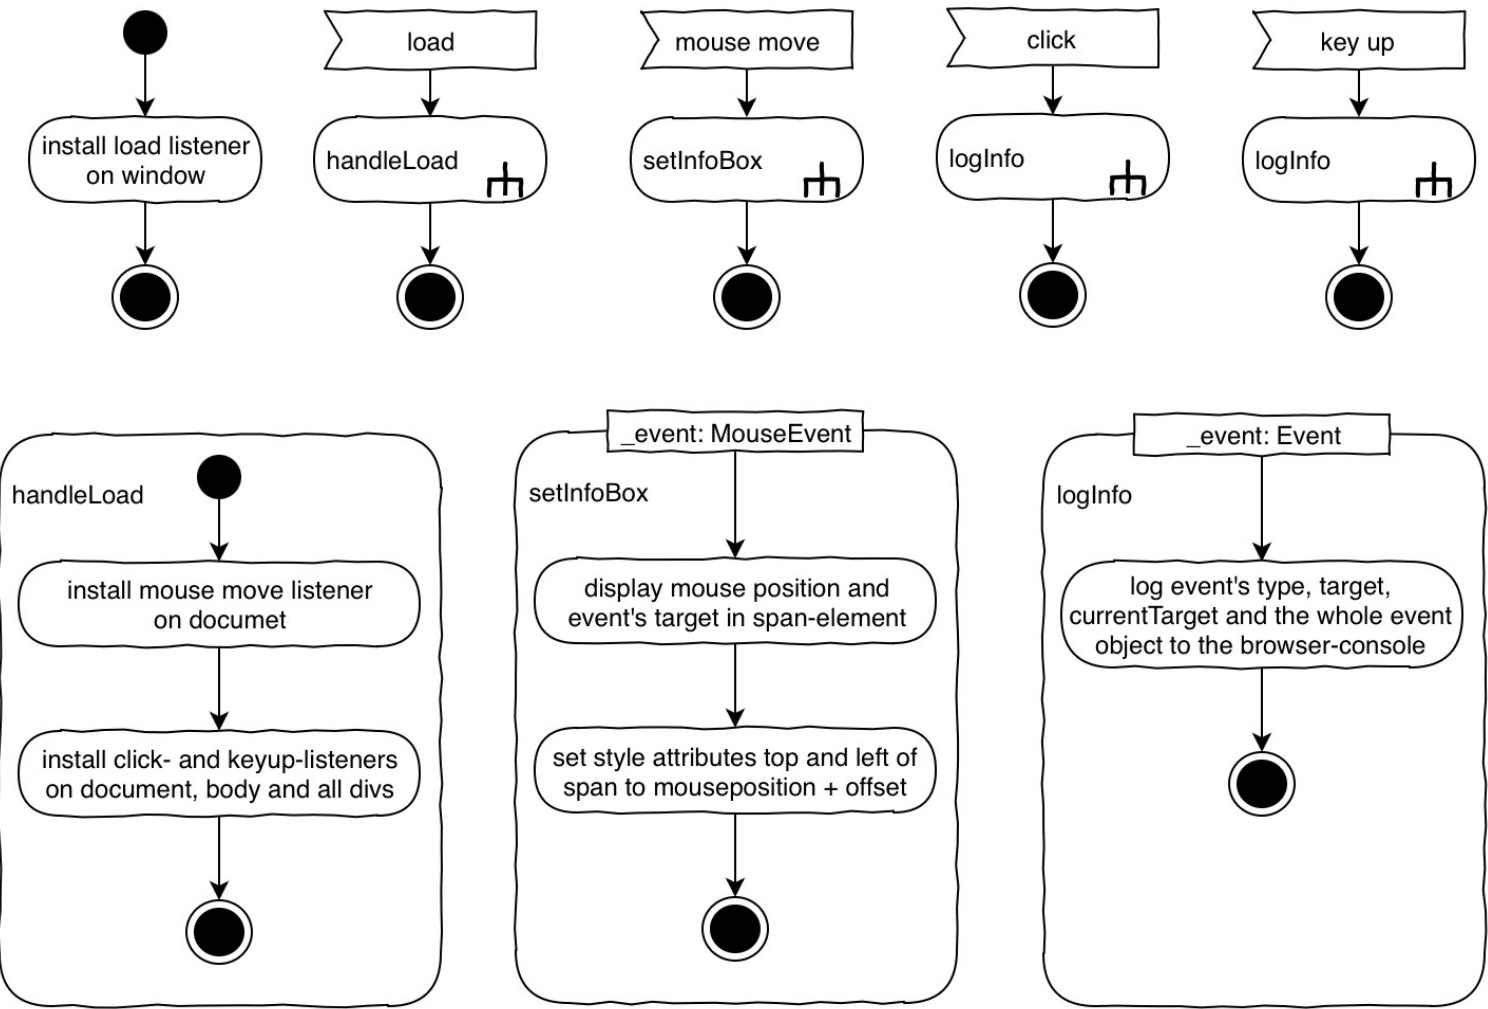 load
mouse move
click
key up
install load listener
on window
handleLoad
setInfoBox
logInfo
logInfo
_event: MouseEvent
_event: Event
handleLoad
setInfoBox
logInfo
install mouse move listener
on documet
display mouse position and
event's target in span-element
log event's type, target,
currentTarget and the whole event
object to the browser-console
install click- and keyup-listeners
on document, body and all divs
set style attributes top and left of
span to mouseposition + offset